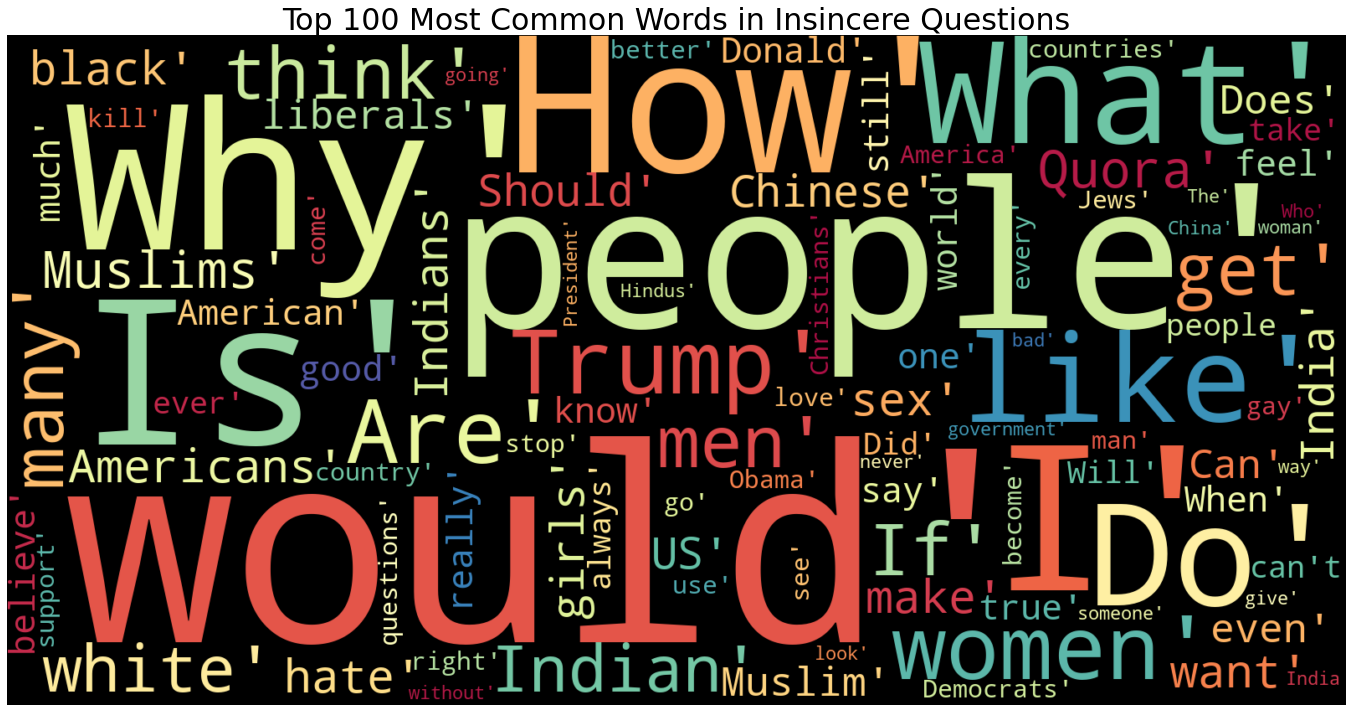 Top 100 Most Common Words in Insincere Questions
black'
think'
going'
How'
better'
Donald'
What'
countries'
Does'
kill'
liberals'
Why'
much'
still'
America'
Quora'
take'
feel'
Should'
Chinese'
world'
Jews'
The'
Who'
China'
woman'
every'
come'
Indians'
people'
President'
Hindus'
Christians'
get'
Muslims'
American'
many'
Is'
good'
ever'
Trump'
one'
bad'
like'
people
India'
Are'
know'
love'
sex'
gay'
government'
stop'
men'
Did'
never'
man'
Will'
Can'
way'
Americans'
country'
would'
really'
girls'
always'
Obama'
say'
I'
When'
believe'
support'
questions'
go'
US'
use'
see'
If'
become'
Do'
can't
give'
make'
true'
someone'
white'
hate'
right'
without'
Indian'
look'
Muslim'
women'
Democrats'
even'
want'
India